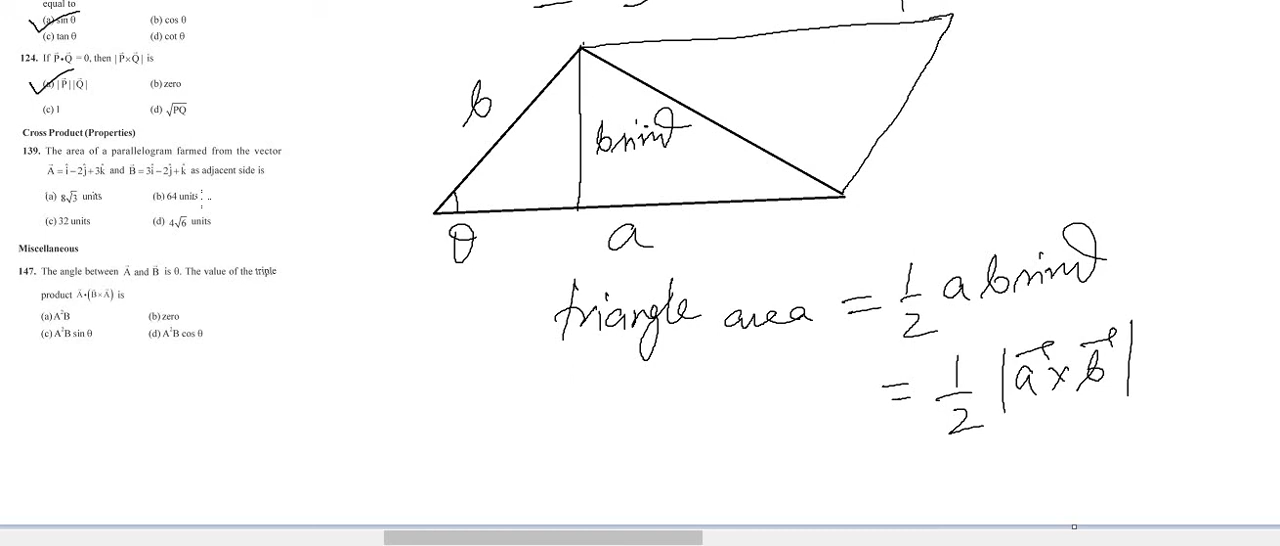 equal to
(a) sin θ (b) cos θ
(c) tan θ (d) cot θ
124. If P⃗•Q⃗ = 0, then |P⃗×Q⃗| is
(a) |P⃗||Q⃗| (b) zero
(c) 1 (d) √PQ
Cross Product (Properties)
139. The area of a parallelogram farmed from the vector
A⃗ = î–2ĵ+3k̂ and B⃗ = 3î–2ĵ+k̂ as adjacent side is
(a) 8√3 units (b) 64 units
(c) 32 units (d) 4√6 units
Miscellaneous
147. The angle between A⃗ and B⃗ is θ. The value of the triple
product A⃗•(B⃗×A⃗) is
(a) A²B (b) zero
(c) A²B sin θ (d) A²B cos θ
b
b sinθ
θ
a
triangle area = 1/2 a b sinθ
= 1/2 |a⃗ × b⃗|